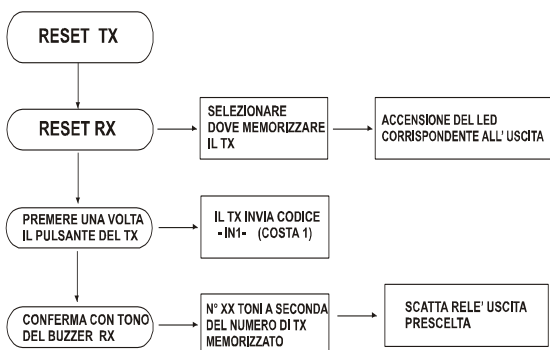 RESET TX
RESET RX
SELEZIONARE
DOVE MEMORIZZARE
IL TX
ACCENSIONE DEL LED
CORRISPONDENTE ALL' USCITA
PREMERE UNA VOLTA
IL PULSANTE DEL TX
IL TX INVIA CODICE
- IN1- (COSTA 1)
CONFERMA CON TONO
DEL BUZZER RX
N° XX TONI A SECONDA
DEL NUMERO DI TX
MEMORIZZATO
SCATTA RELE' USCITA
PRESCELTA